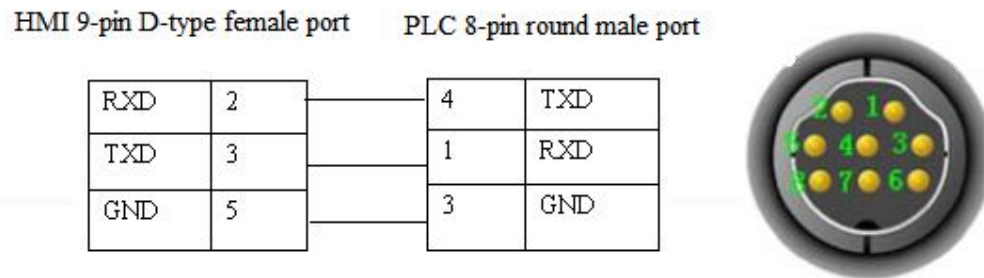 HMI 9-pin D-type female port PLC 8-pin round male port
RXD 2 4 TXD
TXD 3 1 RXD
GND 5 3 GND
2 1
5 4 3
8 7 6